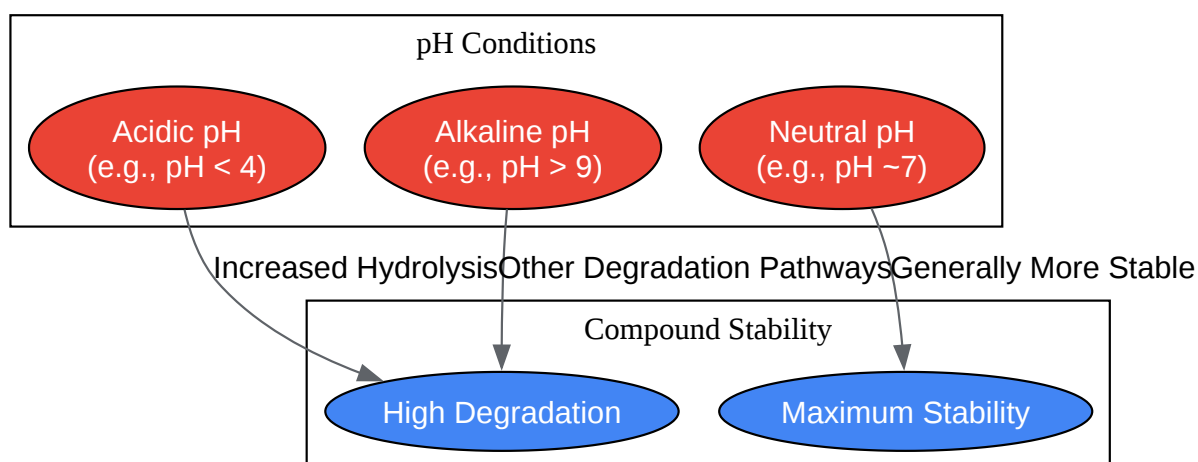 pH Conditions
Acidic pH
(e.g., pH < 4)
Alkaline pH
(e.g., pH > 9)
Neutral pH
(e.g., pH ~7)
Increased Hydrolysis
Other Degradation Pathways
Generally More Stable
Compound Stability
High Degradation
Maximum Stability